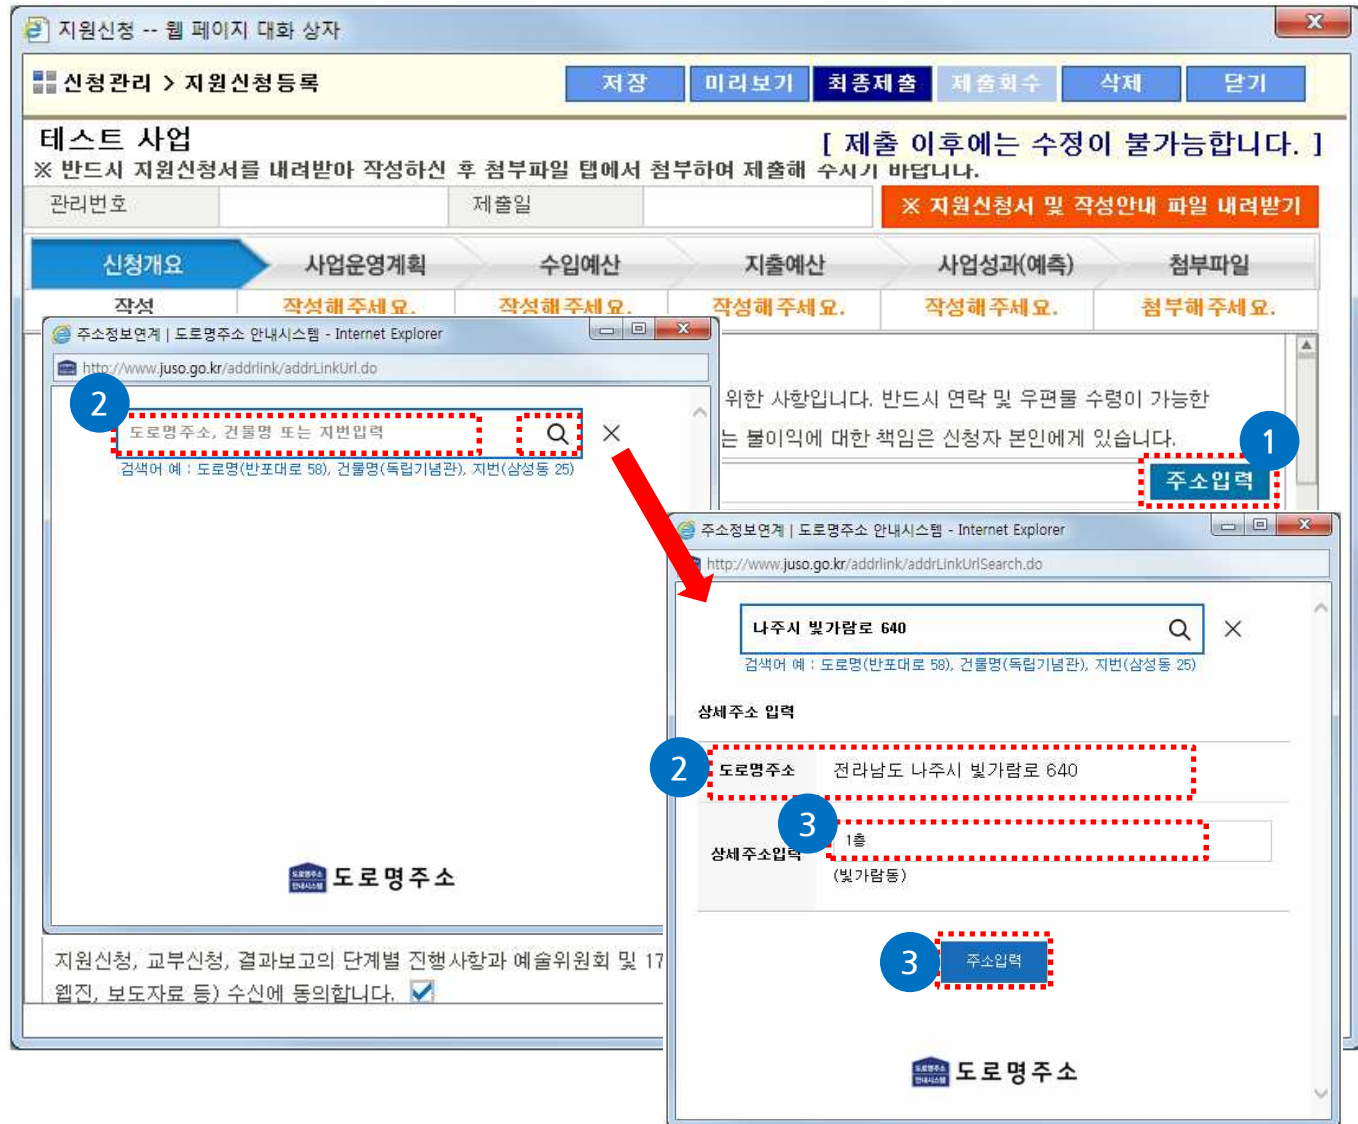 지원신청 -- 웹 페이지 대화 상자
신청관리 > 지원신청등록
저장
미리보기
최종제출
제출회수
삭제
닫기
테스트 사업
[ 제출 이후에는 수정이 불가능합니다. ]
※ 반드시 지원신청서를 내려받아 작성하신 후 첨부파일 탭에서 첨부하여 제출해 주시기 바랍니다.
관리번호
제출일
※ 지원신청서 및 작성안내 파일 내려받기
신청개요
사업운영계획
수입예산
지출예산
사업성과(예측)
첨부파일
작성
작성해주세요.
작성해주세요.
작성해주세요.
작성해주세요.
첨부해주세요.
주소정보연계 | 도로명주소 안내시스템 - Internet Explorer
http://www.juso.go.kr/addrlink/addrLinkUrl.do
2
도로명주소, 건물명 또는 지번입력
검색어 예 : 도로명(반포대로 58), 건물명(독립기념관), 지번(삼성동 25)
위한 사항입니다. 반드시 연락 및 우편물 수령이 가능한
는 불이익에 대한 책임은 신청자 본인에게 있습니다.
1
주소입력
도로명주소
안내시스템
도로명주소
주소정보연계 | 도로명주소 안내시스템 - Internet Explorer
http://www.juso.go.kr/addrlink/addrLinkUrlSearch.do
나주시 빛가람로 640
검색어 예 : 도로명(반포대로 58), 건물명(독립기념관), 지번(삼성동 25)
상세주소 입력
2
도로명주소
전라남도 나주시 빛가람로 640
3
상세주소입력
1층
(빛가람동)
3
주소입력
도로명주소
안내시스템
도로명주소
지원신청, 교부신청, 결과보고의 단계별 진행사항과 예술위원회 및 17
웹진, 보도자료 등) 수신에 동의합니다.